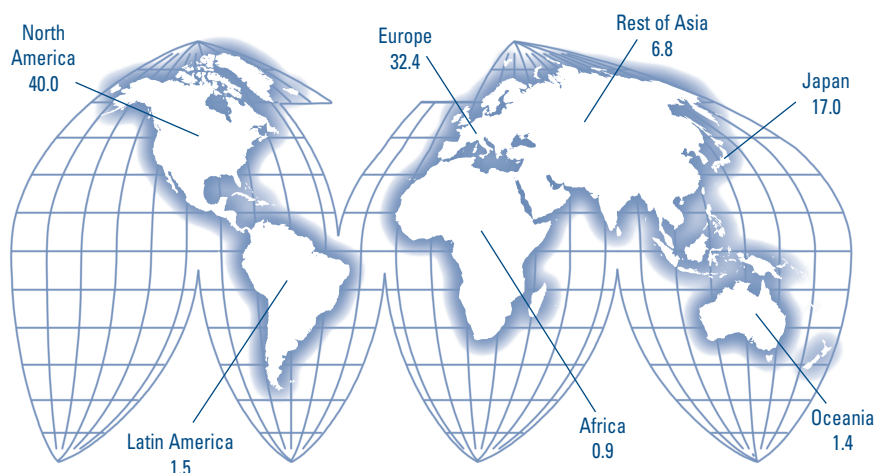 North
America
40.0
Europe
32.4
Rest of Asia
6.8
Japan
17.0
Latin America
1.5
Africa
0.9
Oceania
1.4